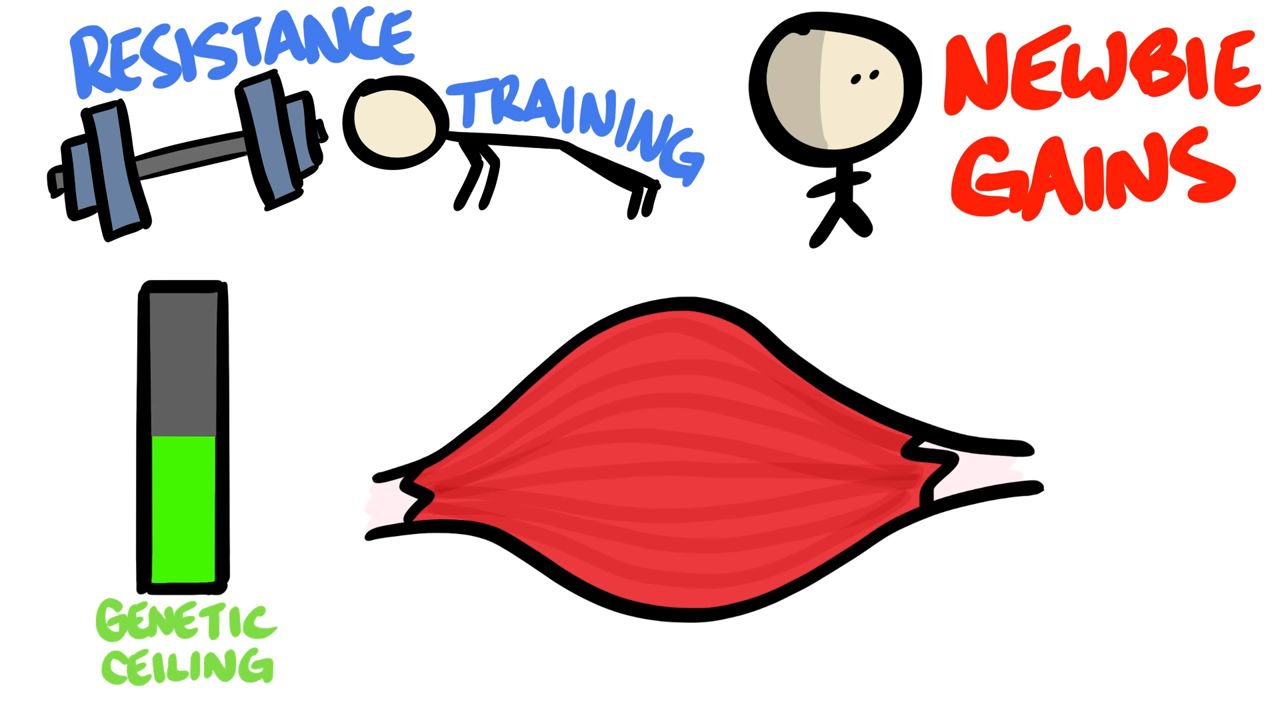 RESISTANCE
TRAINING
NEWBIE
GAINS
GENETIC
CEILING